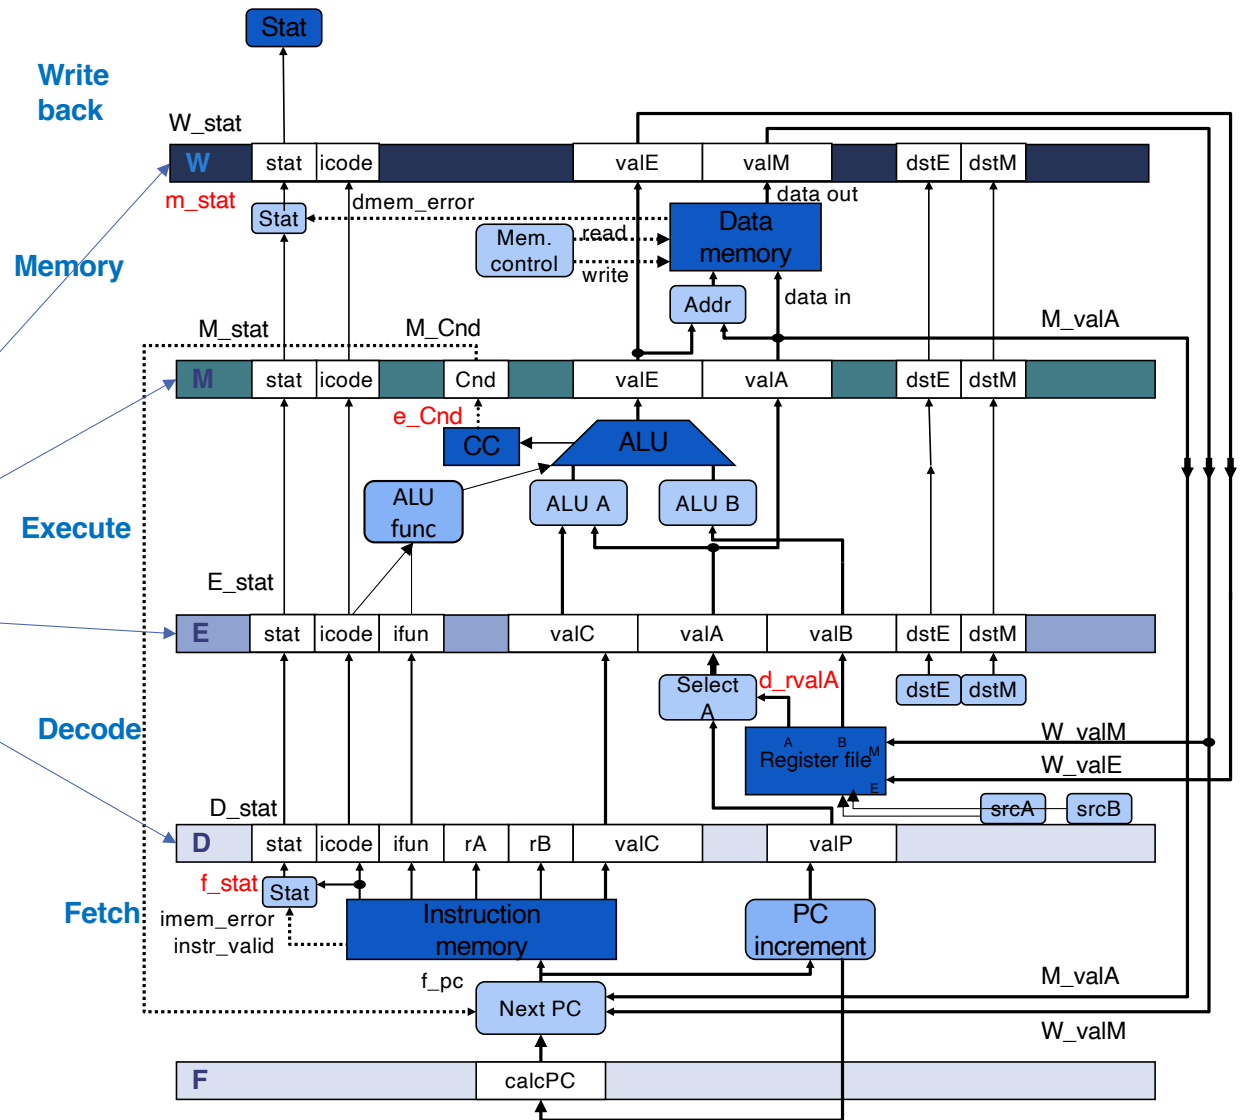 Stat
Write
back
W_stat
W
stat
icode
valE
valM
dstE
dstM
m_stat
Stat
dmem_error
data out
Mem.
control
read
write
Data
memory
Memory
Addr
data in
M_stat
M_Cnd
M_valA
M
stat
icode
Cnd
valE
valA
dstE
dstM
e_Cnd
CC
ALU
ALU
func
ALU A
ALU B
Execute
E_stat
E
stat
icode
ifun
valC
valA
valB
dstE
dstM
Select
A
d_rvalA
dstE
dstM
Decode
A
B
M
Register file
E
W_valM
W_valE
D_stat
srcA
srcB
D
stat
icode
ifun
rA
rB
valC
valP
f_stat
Stat
Fetch
imem_error
instr_valid
Instruction
memory
PC
increment
f_pc
M_valA
Next PC
W_valM
F
calcPC